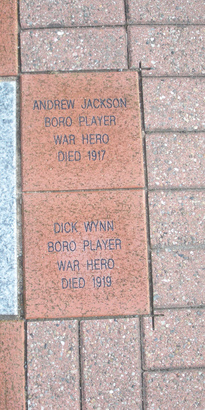 ANDREW JACKSON
BORO PLAYER
WAR HERO
DIED 1917
DICK WYNN
BORO PLAYER
WAR HERO
DIED 1919